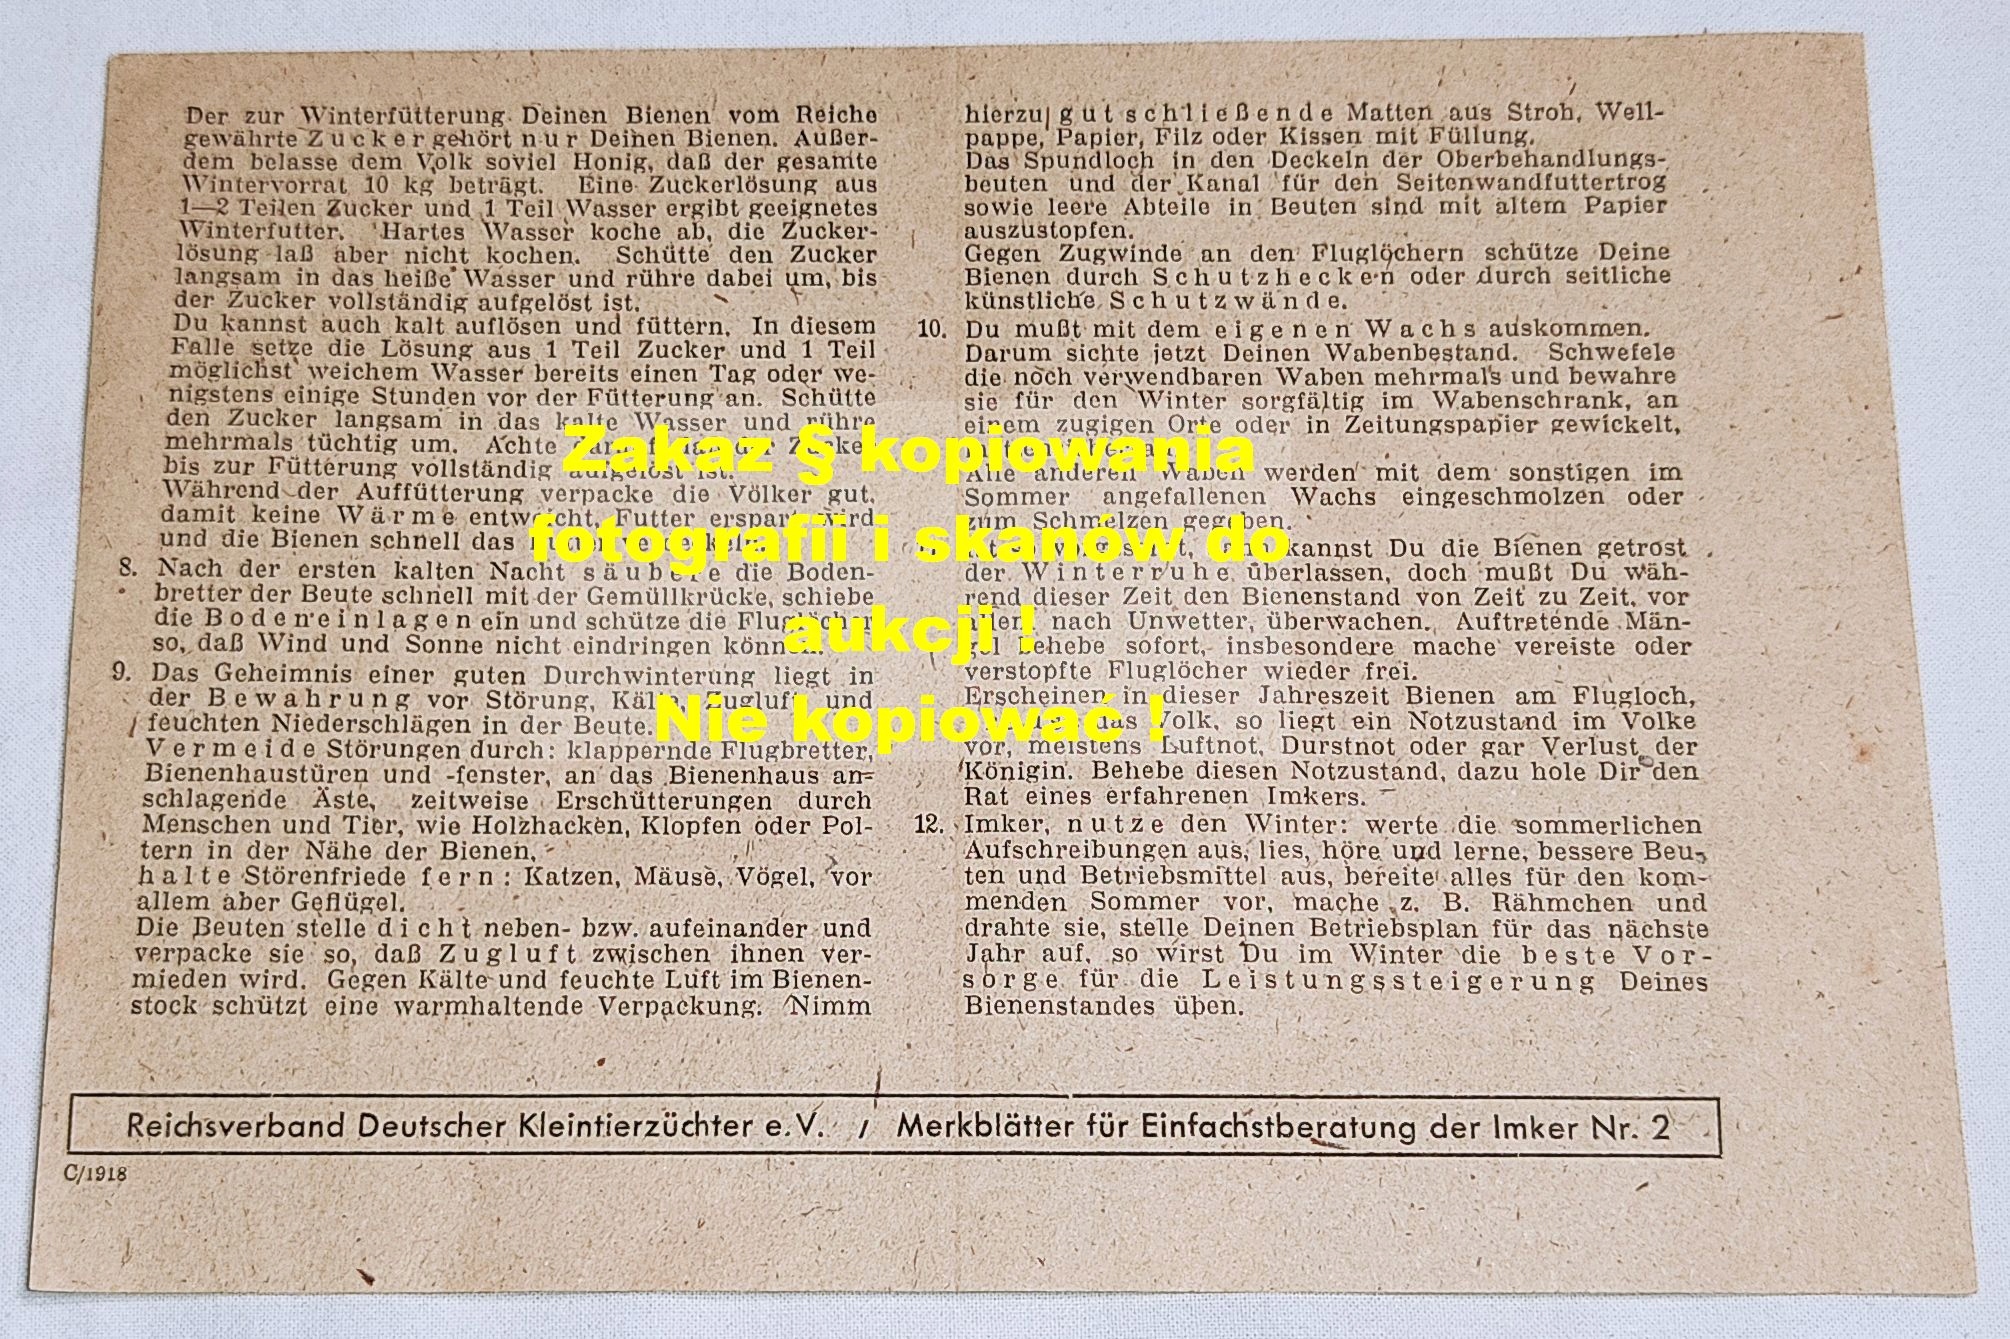 Der zur Winterfütterung Deinen Bienen vom Reiche
gewährte Zucker gehört nur Deinen Bienen. Außer-
dem belasse dem Volk soviel Honig, daß der gesamte
Wintervorrat 10 kg beträgt. Eine Zuckerlösung aus
1—2 Teilen Zucker und 1 Teil Wasser ergibt geeignetes
Winterfutter. Hartes Wasser koche ab, die Zucker-
lösung laß aber nicht kochen. Schütte den Zucker
langsam in das heiße Wasser und rühre dabei um, bis
der Zucker vollständig aufgelöst ist.
Du kannst auch kalt auflösen und füttern. In diesem
Falle setze die Lösung aus 1 Teil Zucker und 1 Teil
möglichst weichem Wasser bereits einen Tag oder we-
nigstens einige Stunden vor der Fütterung an. Schütte
den Zucker langsam in das kalte Wasser und rühre
mehrmals tüchtig um. Achte
bis zur Fütterung vollständig aufgelöst ist.
Während der Auffütterung verpacke die Völker gut,
damit keine Wärme entweicht, Futter erspart wird
und die Bienen schnell das
8. Nach der ersten kalten Nacht säubere die Boden-
bretter der Beute schnell mit der Gemüllkrücke, schiebe
die Bodeneinlagen ein und schütze die Fluglöcher
so, daß Wind und Sonne nicht eindringen können.
9. Das Geheimnis einer guten Durchwinterung liegt in
der Bewahrung vor Störung, Kälte, Zugluft und
feuchten Niederschlägen in der Beute.
Vermeide Störungen durch: klappernde Flugbretter,
Bienenhaustüren und -fenster, an das Bienenhaus an-
schlagende Äste, zeitweise Erschütterungen durch
Menschen und Tier, wie Holzhacken, Klopfen oder Pol-
tern in der Nähe der Bienen,
halte Störenfriede fern: Katzen, Mäuse, Vögel, vor
allem aber Geflügel.
Die Beuten stelle dicht neben- bzw. aufeinander und
verpacke sie so, daß Zugluft zwischen ihnen ver-
mieden wird. Gegen Kälte und feuchte Luft im Bienen-
stock schützt eine warmhaltende Verpackung. Nimm
hierzu gut schließende Matten aus Stroh, Well-
pappe, Papier, Filz oder Kissen mit Füllung.
Das Spundloch in den Deckeln der Oberbehandlungs-
beuten und der Kanal für den Seitenwandfuttertrog
sowie leere Abteile in Beuten sind mit altem Papier
auszustopfen.
Gegen Zugwinde an den Fluglöchern schütze Deine
Bienen durch Schutzhecken oder durch seitliche
künstliche Schutzwände.
10. Du mußt mit dem eigenen Wachs auskommen.
Darum sichte jetzt Deinen Wabenbestand. Schwefele
die noch verwendbaren Waben mehrmals und bewahre
sie für den Winter sorgfältig im Wabenschrank, an
einem zugigen Orte oder in Zeitungspapier gewickelt,
Alle anderen Waben werden mit dem sonstigen im
Sommer angefallenen Wachs eingeschmolzen oder
zum Schmelzen gegeben.
kannst Du die Bienen getrost
der Winterruhe überlassen, doch mußt Du wäh-
rend dieser Zeit den Bienenstand von Zeit zu Zeit, vor
allem nach Unwetter, überwachen. Auftretende Män-
gel behebe sofort, insbesondere mache vereiste oder
verstopfte Fluglöcher wieder frei.
Erscheinen in dieser Jahreszeit Bienen am Flugloch,
das Volk, so liegt ein Notzustand im Volke
vor, meistens Luftnot, Durstnot oder gar Verlust der
Königin. Behebe diesen Notzustand, dazu hole Dir den
Rat eines erfahrenen Imkers.
12. Imker, nutze den Winter: werte die sommerlichen
Aufschreibungen aus, lies, höre und lerne, bessere Beu-
ten und Betriebsmittel aus, bereite alles für den kom-
menden Sommer vor, mache z. B. Rähmchen und
drahte sie, stelle Deinen Betriebsplan für das nächste
Jahr auf, so wirst Du im Winter die beste Vor-
sorge für die Leistungssteigerung Deines
Bienenstandes üben.
Reichsverband Deutscher Kleintierzüchter e.V. / Merkblätter für Einfachstberatung der Imker Nr. 2
C/1918
Zakaz § kopiowania
fotografii i skanów do
aukcji !
Nie kopiować !